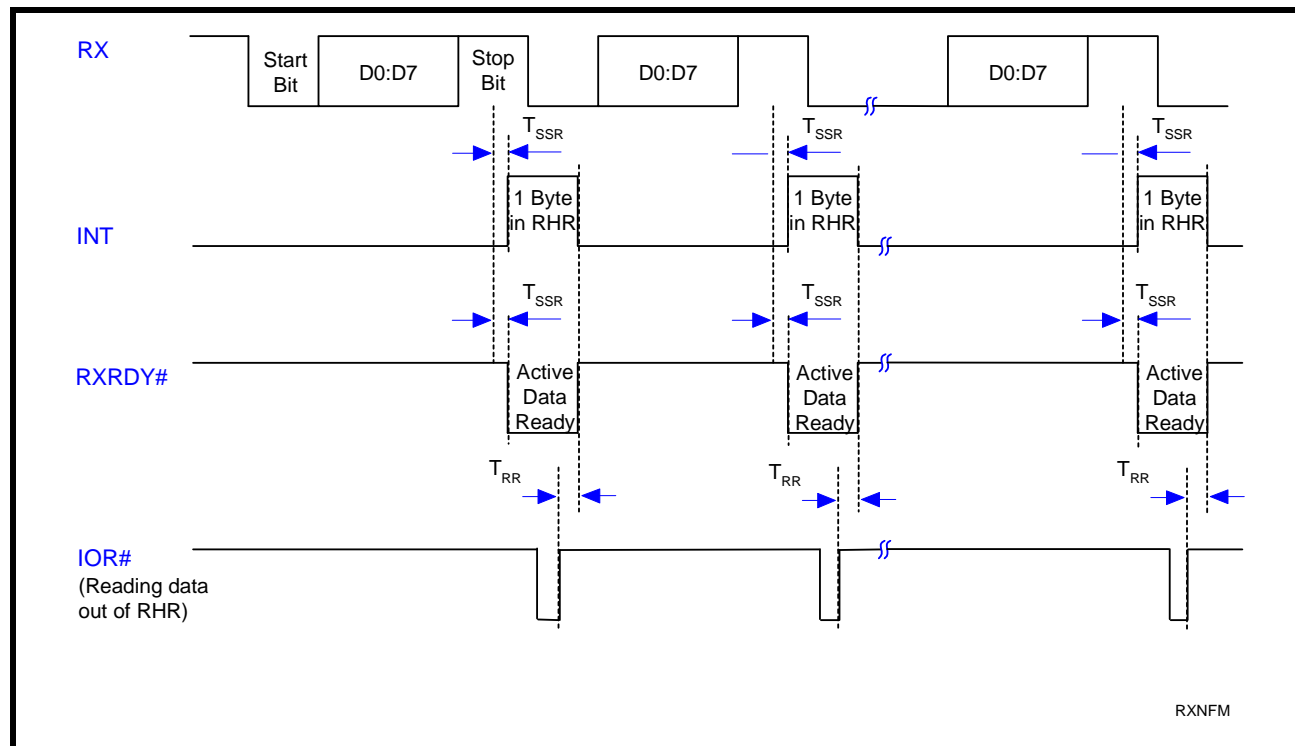 RX
Start
Bit
D0:D7
Stop
Bit
D0:D7
D0:D7
TSSR
TSSR
TSSR
INT
1 Byte
in RHR
1 Byte
in RHR
1 Byte
in RHR
TSSR
TSSR
TSSR
RXRDY#
Active
Data
Ready
Active
Data
Ready
Active
Data
Ready
TRR
TRR
TRR
IOR#
(Reading data
out of RHR)
RXNFM